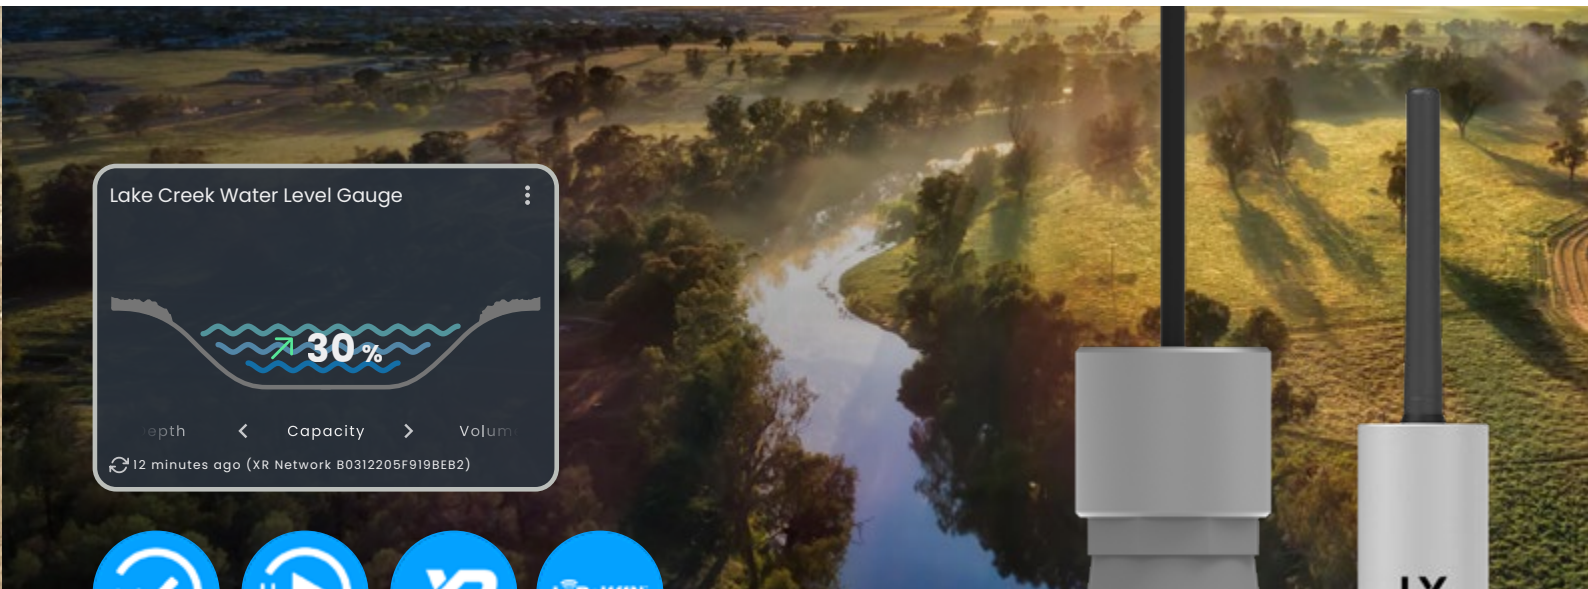 Lake Creek Water Level Gauge
30 %
Capacity
12 minutes ago (XR Network B0312205F919BEB2)